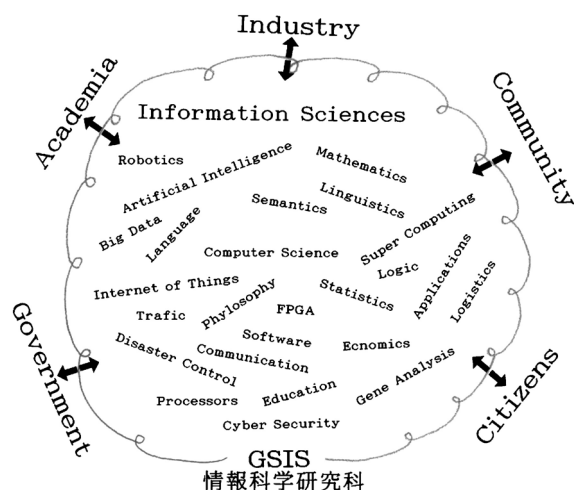 Industry
Academia
Community
Information Sciences
Robotics
Artificial Intelligence
Mathematics
Linguistics
Big Data
Language
Semantics
Super Computing
Computer Science
Logic
Internet of Things
Statistics
Applications
Logistics
Trafic
Phylosophy
FPGA
Software
Ecnomics
Disaster Control
Communication
Gene Analysis
Processors
Education
Cyber Security
Government
Citizens
GSIS
情報科学研究科